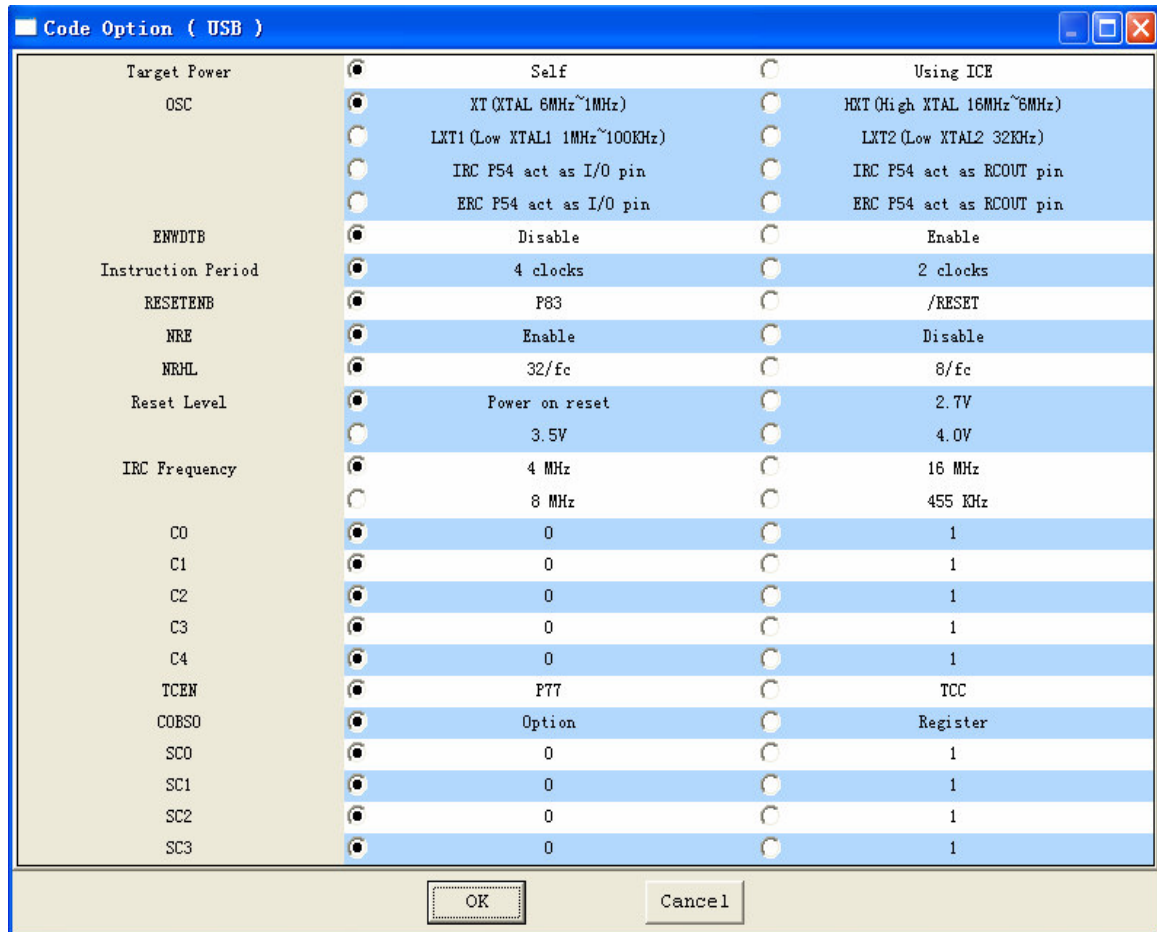 Code Option ( USB )
Target Power Self Using ICE
OSC XT(XTAL 6MHz~1MHz) HXT(High XTAL 16MHz~6MHz)
LXT1(Low XTAL1 1MHz~100KHz) LXT2(Low XTAL2 32KHz)
IRC P54 act as I/O pin IRC P54 act as RCOUT pin
ERC P54 act as I/O pin ERC P54 act as RCOUT pin
ENWDTB Disable Enable
Instruction Period 4 clocks 2 clocks
RESETENB P83 /RESET
NRE Enable Disable
NRHL 32/fc 8/fc
Reset Level Power on reset 2.7V
3.5V 4.0V
IRC Frequency 4 MHz 16 MHz
8 MHz 455 KHz
C0 0 1
C1 0 1
C2 0 1
C3 0 1
C4 0 1
TCEN P77 TCC
COBS0 Option Register
SC0 0 1
SC1 0 1
SC2 0 1
SC3 0 1
OK Cancel